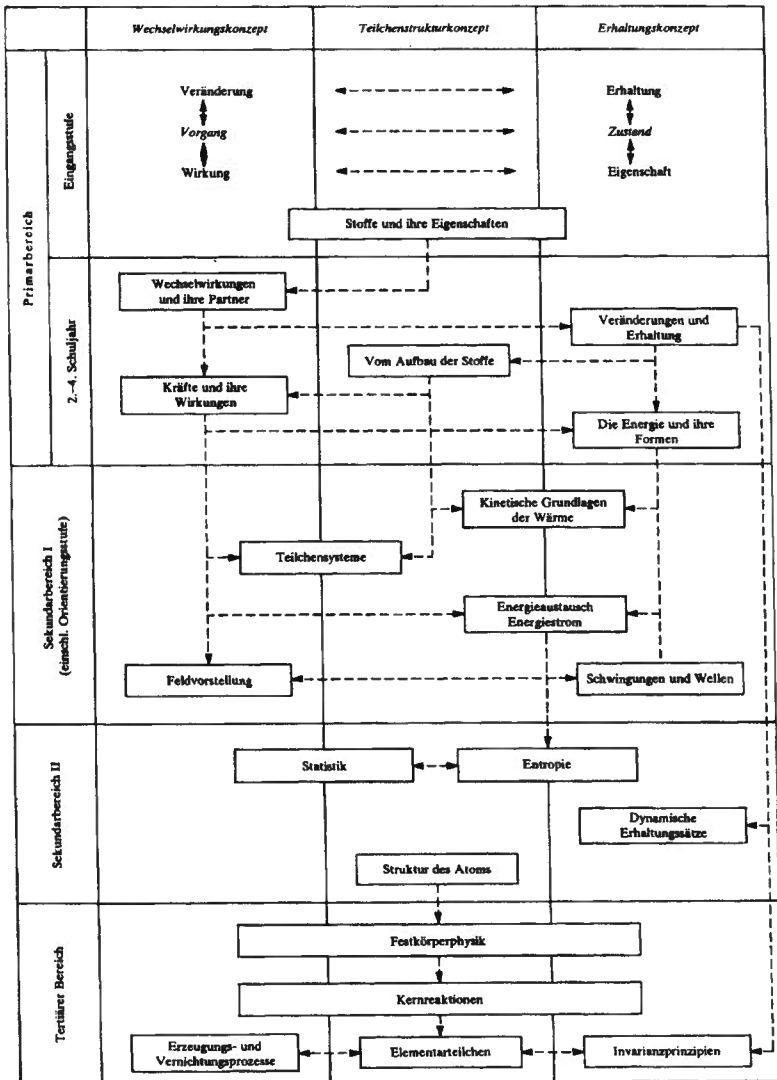 Wechselwirkungskonzept
Teilchenstrukturkonzept
Erhaltungskonzept
Primarbereich
Eingangsstufe
Veränderung
Erhaltung
Vorgang
Zustand
Wirkung
Eigenschaft
Stoffe und ihre Eigenschaften
2.–4. Schuljahr
Wechselwirkungen
und ihre Partner
Veränderungen und
Erhaltung
Vom Aufbau der Stoffe
Kräfte und ihre
Wirkungen
Die Energie und ihre
Formen
Sekundarbereich I
(einschl. Orientierungsstufe)
Kinetische Grundlagen
der Wärme
Teilchensysteme
Energieaustausch
Energiestrom
Feldvorstellung
Schwingungen und Wellen
Sekundarbereich II
Statistik
Entropie
Dynamische
Erhaltungssätze
Struktur des Atoms
Tertiärer Bereich
Festkörperphysik
Kernreaktionen
Erzeugungs- und
Vernichtungsprozesse
Elementarteilchen
Invarianzprinzipien